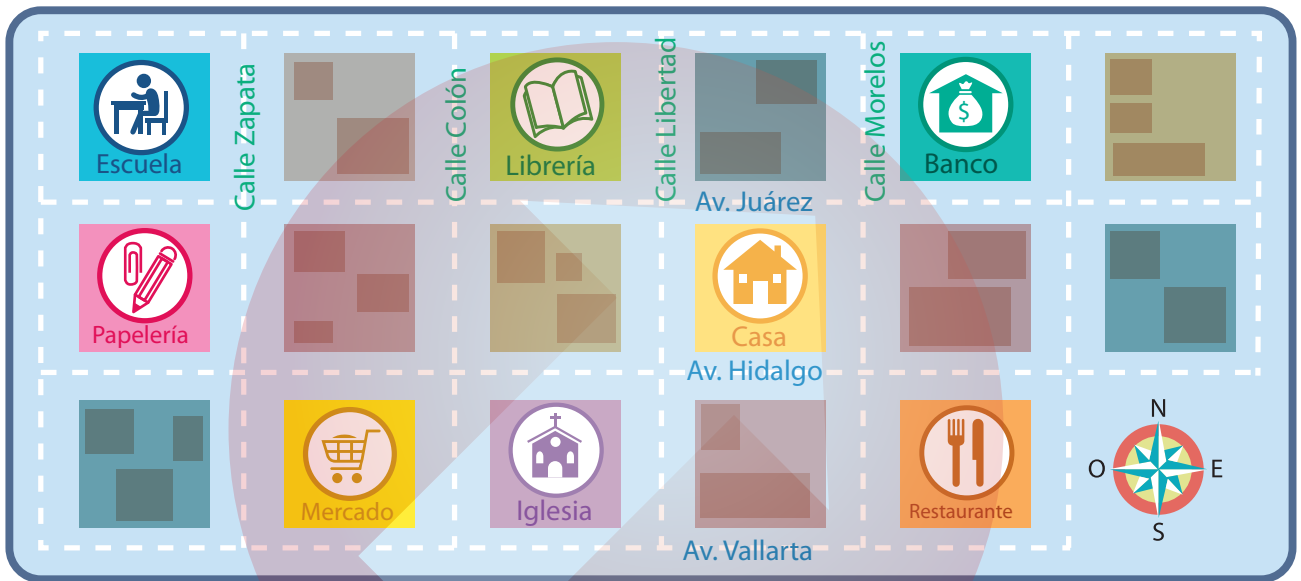 Escuela
Calle Zapata
Calle Colón
Librería
Calle Libertad
Calle Morelos
$
Banco
Av. Juárez
Papelería
Casa
Av. Hidalgo
Mercado
Iglesia
Restaurante
N
O
E
S
Av. Vallarta